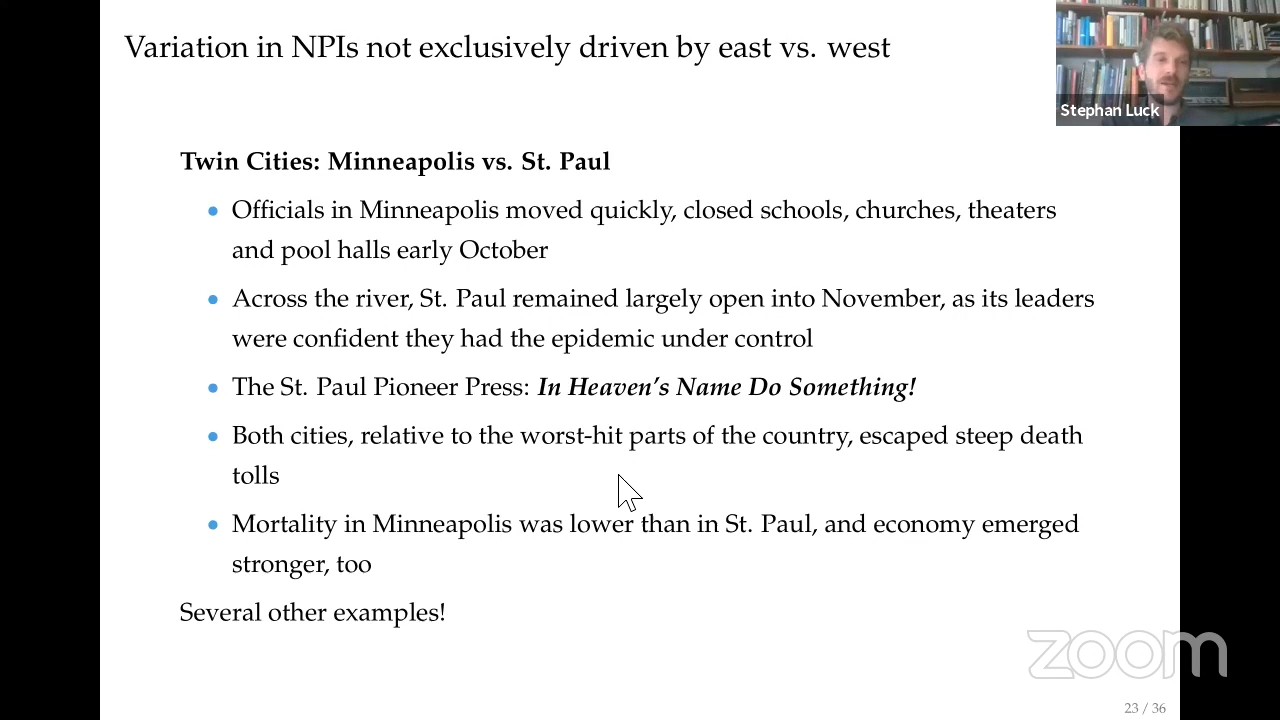 Variation in NPIs not exclusively driven by east vs. west
Stephan Luck
Twin Cities: Minneapolis vs. St. Paul
• Officials in Minneapolis moved quickly, closed schools, churches, theaters
and pool halls early October
• Across the river, St. Paul remained largely open into November, as its leaders
were confident they had the epidemic under control
• The St. Paul Pioneer Press: In Heaven's Name Do Something!
• Both cities, relative to the worst-hit parts of the country, escaped steep death
tolls
• Mortality in Minneapolis was lower than in St. Paul, and economy emerged
stronger, too
Several other examples!
zoom
23 / 36